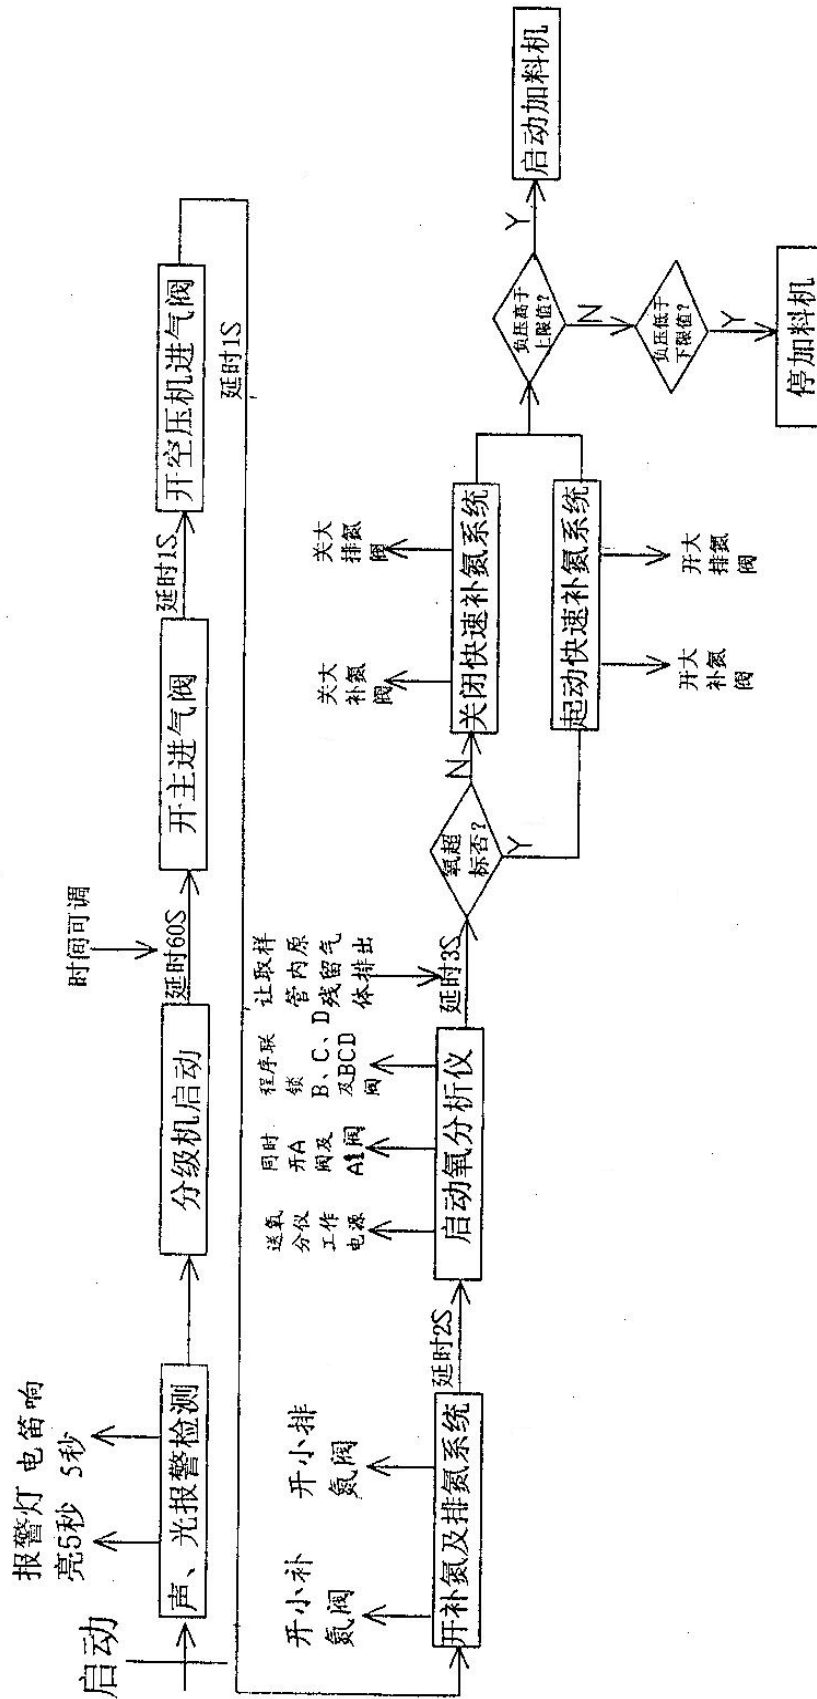 启动
报警灯
亮5秒
电笛响
5秒
声、光报警检测
分级机启动
时间可调
延时60S
开主进气阀
延时1S
开空压机进气阀
延时1S
开小补
氮阀
开小排
氮阀
开补氮及排氮系统
延时2S
送氧
分仪
工作
电源
同时
开A
阀及
A1阀
程序联
锁
B、C、D
及BCD
阀
启动氧分析仪
让取样
管内原
残留气
体排出
延时3S
氧超
标否?
N
Y
关大
补氮
阀
关大
排氮
阀
关闭快速补氮系统
起动快速补氮系统
开大
补氮
阀
开大
排氮
阀
负压高于
上限值?
Y
启动加料机
N
负压低于
下限值?
Y
停加料机